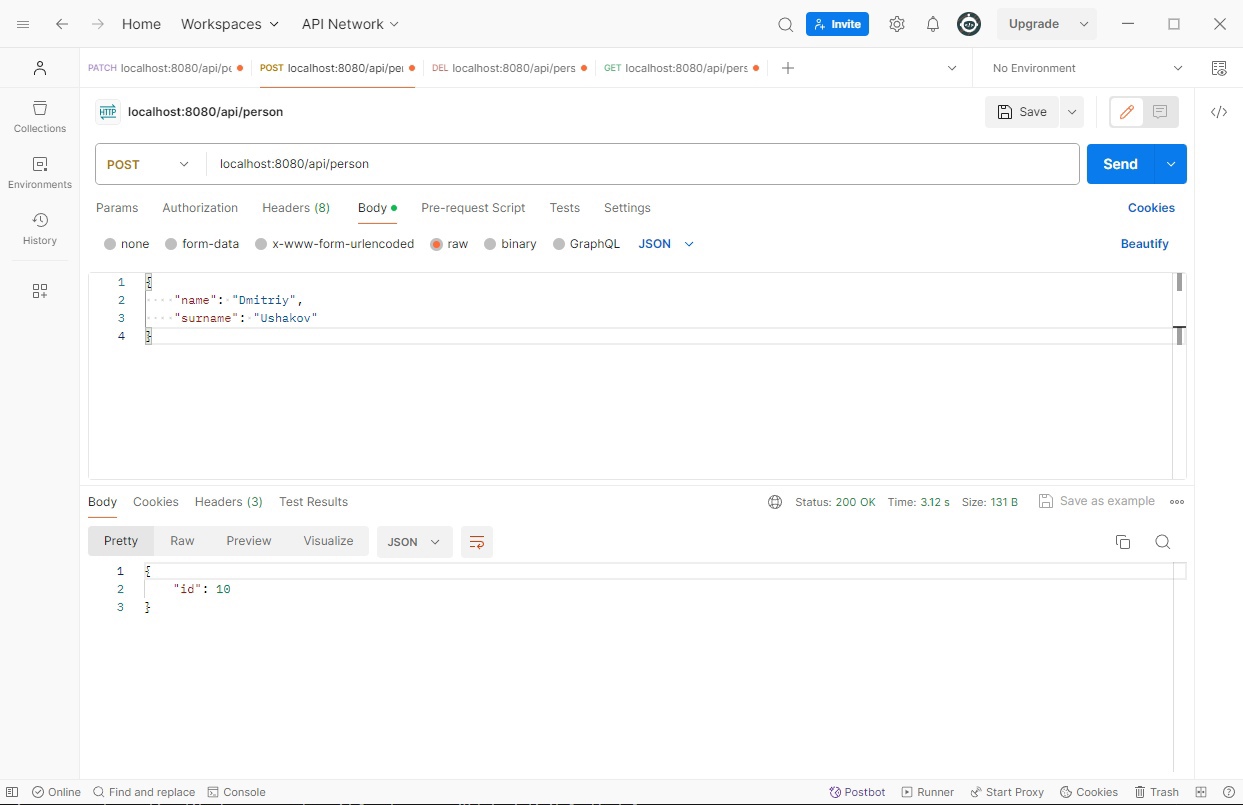 Home Workspaces API Network Invite Upgrade
PATCH localhost:8080/api/pe POST localhost:8080/api/per DEL localhost:8080/api/pers GET localhost:8080/api/pers No Environment
HTTP localhost:8080/api/person Save
Collections
POST localhost:8080/api/person Send
Environments
Params Authorization Headers (8) Body Pre-request Script Tests Settings Cookies
History
none form-data x-www-form-urlencoded raw binary GraphQL JSON Beautify
1 {
2 "name": "Dmitriy",
3 "surname": "Ushakov"
4 }
Body Cookies Headers (3) Test Results Status: 200 OK Time: 3.12 s Size: 131 B Save as example
Pretty Raw Preview Visualize JSON
1 {
2 "id": 10
3 }
Online Find and replace Console Postbot Runner Start Proxy Cookies Trash